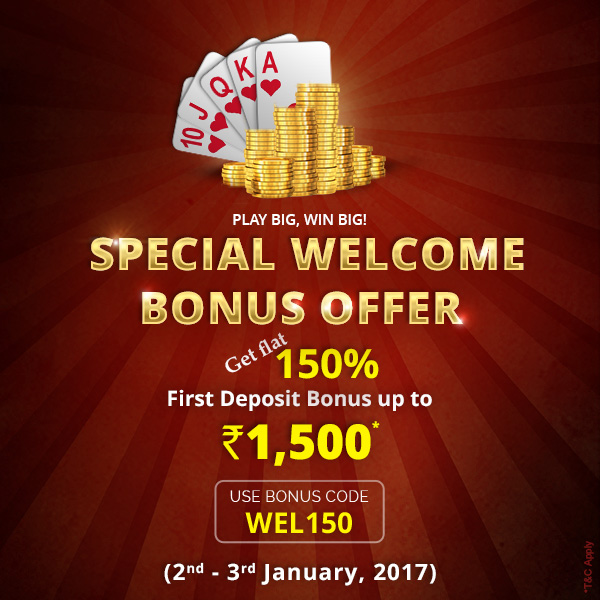 10 J Q K A
PLAY BIG, WIN BIG!
SPECIAL WELCOME
BONUS OFFER
Get flat 150%
First Deposit Bonus up to
₹1,500*
USE BONUS CODE
WEL150
(2nd - 3rd January, 2017)
*T&C Apply